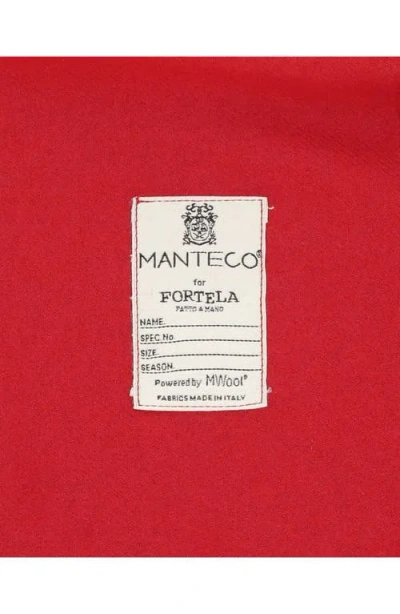 MANTECO®
for
FORTELA
FATTO A MANO
NAME.
SPEC.No
SIZE.
SEASON.
Powered by MWool®
FABRICS MADE IN ITALY